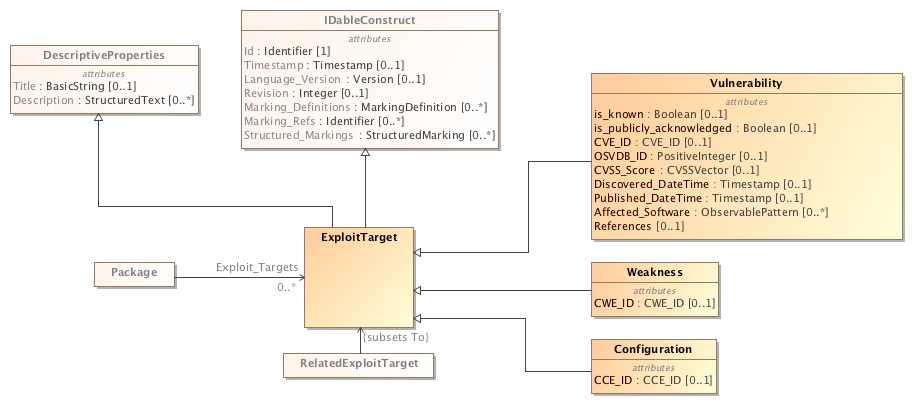 IDableConstruct
attributes
Id : Identifier [1]
Timestamp : Timestamp [0..1]
Language_Version : Version [0..1]
Revision : Integer [0..1]
Marking_Definitions : MarkingDefinition [0..*]
Marking_Refs : Identifier [0..*]
Structured_Markings : StructuredMarking [0..*]
DescriptiveProperties
attributes
Title : BasicString [0..1]
Description : StructuredText [0..*]
Vulnerability
attributes
is_known : Boolean [0..1]
is_publicly_acknowledged : Boolean [0..1]
CVE_ID : CVE_ID [0..1]
OSVDB_ID : PositiveInteger [0..1]
CVSS_Score : CVSSVector [0..1]
Discovered_DateTime : Timestamp [0..1]
Published_DateTime : Timestamp [0..1]
Affected_Software : ObservablePattern [0..*]
References [0..1]
ExploitTarget
Package
Exploit_Targets
0..*
Weakness
attributes
CWE_ID : CWE_ID [0..1]
{subsets To}
RelatedExploitTarget
Configuration
attributes
CCE_ID : CCE_ID [0..1]